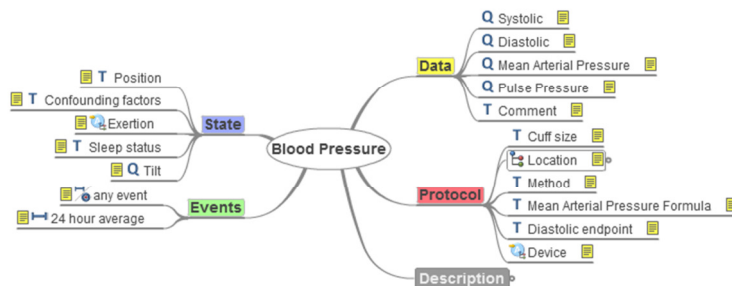 Blood Pressure
Data
Q Systolic
Q Diastolic
Q Mean Arterial Pressure
Q Pulse Pressure
T Comment
Protocol
T Cuff size
Location
T Method
T Mean Arterial Pressure Formula
T Diastolic endpoint
Device
Description
State
T Position
T Confounding factors
Exertion
T Sleep status
Q Tilt
Events
any event
24 hour average